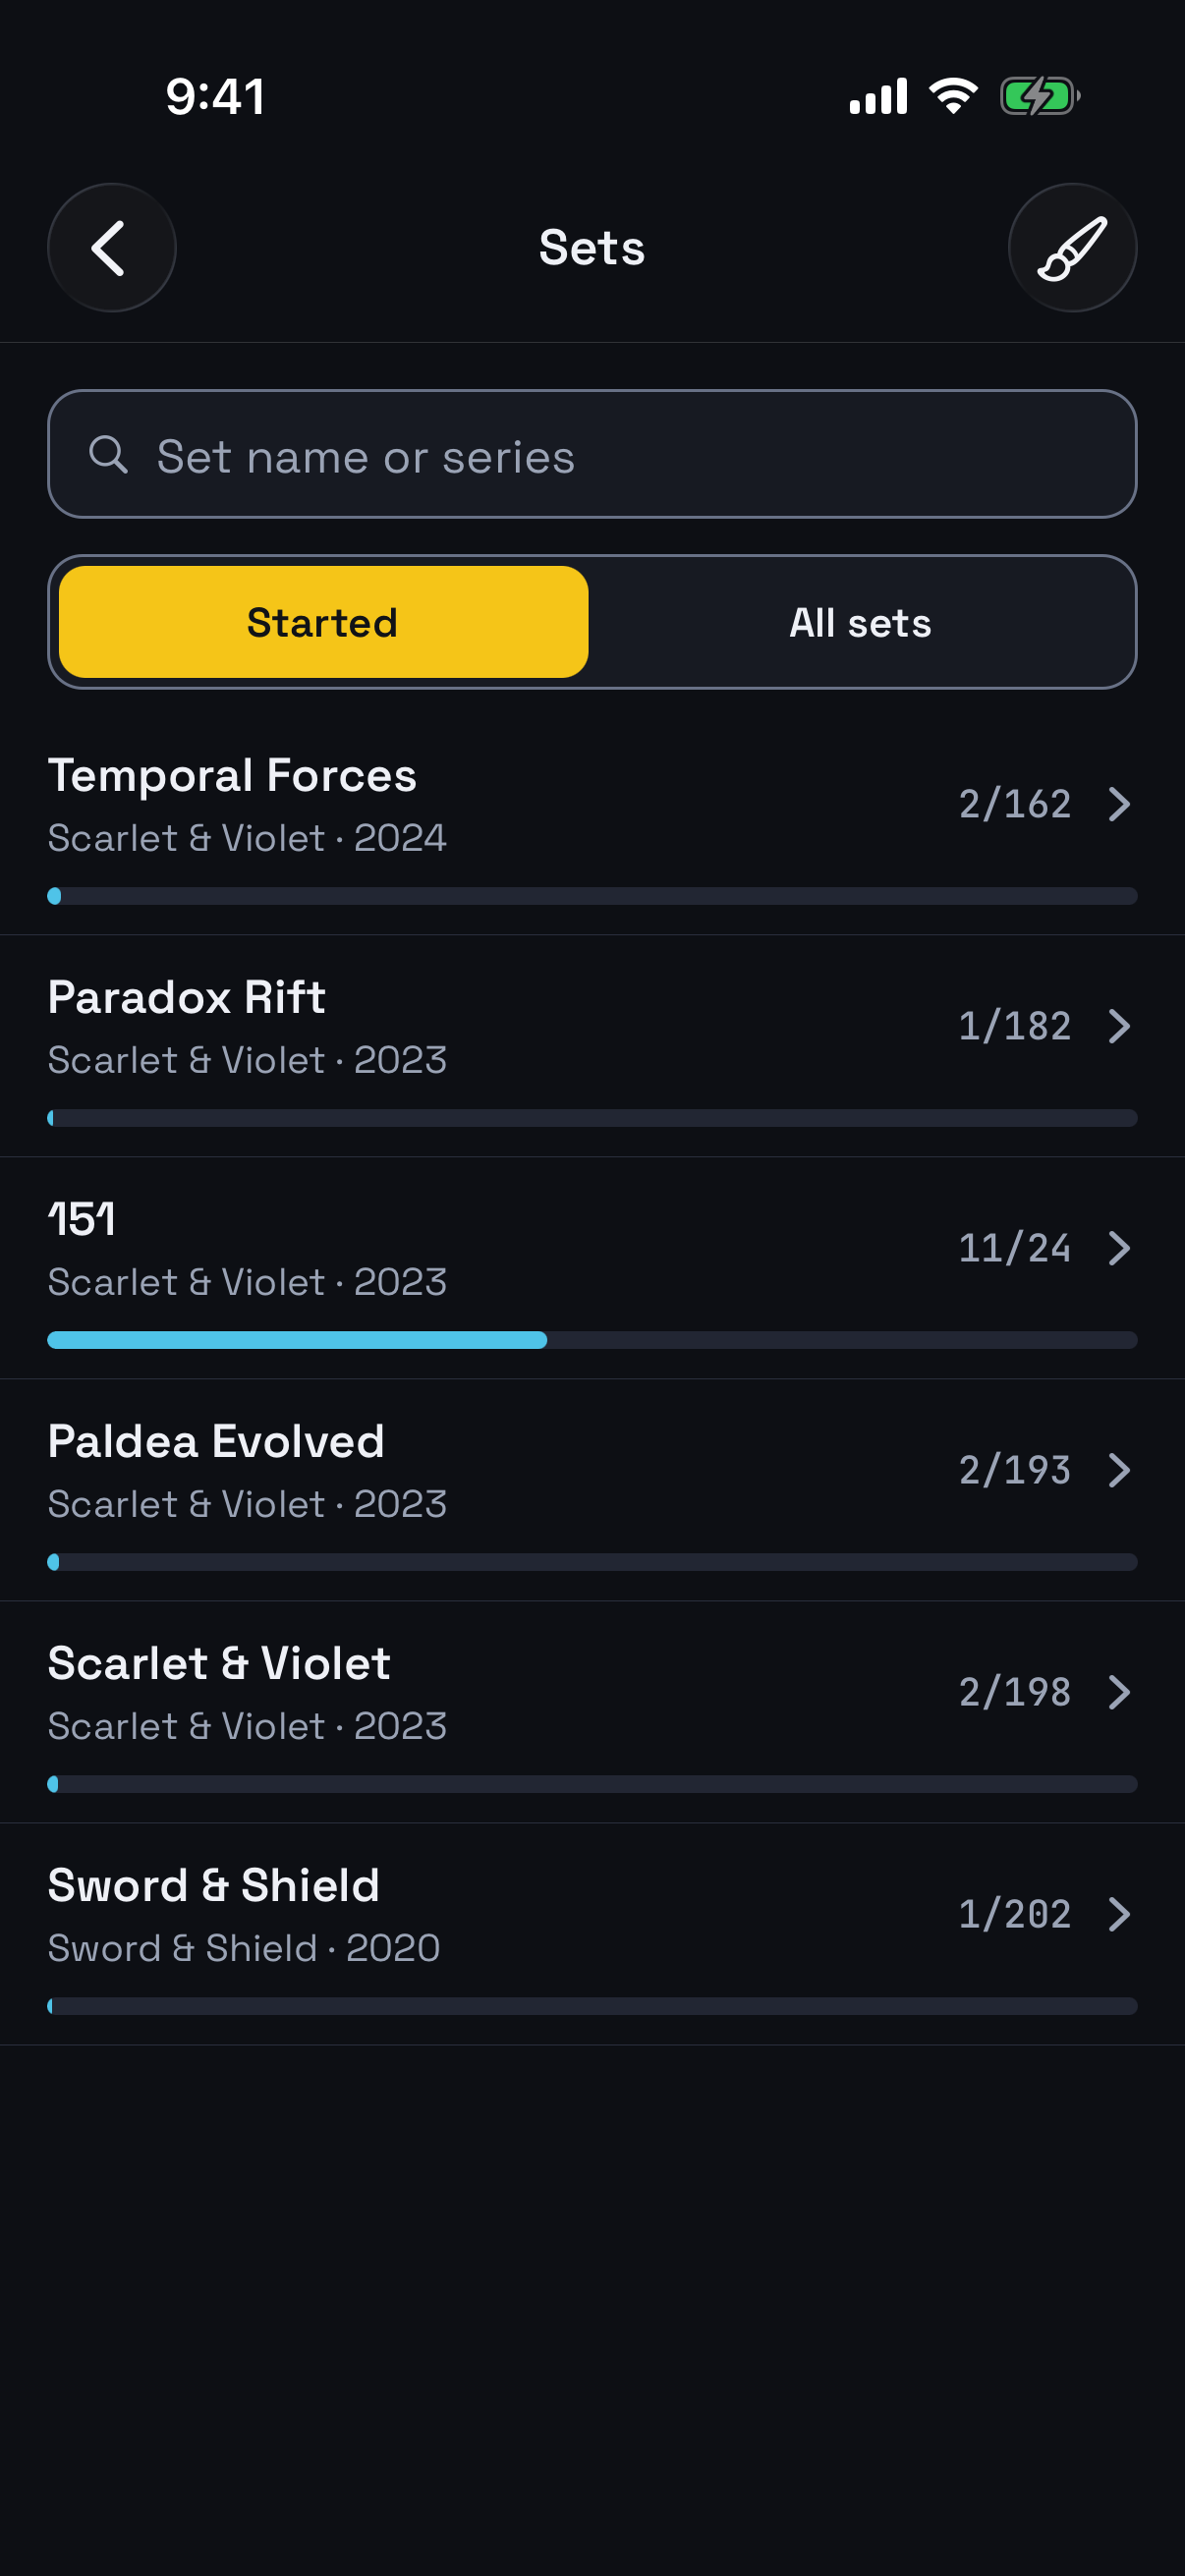 9:41
Sets
Set name or series
Started
All sets
Temporal Forces
2/162
Scarlet & Violet · 2024
Paradox Rift
1/182
Scarlet & Violet · 2023
151
11/24
Scarlet & Violet · 2023
Paldea Evolved
2/193
Scarlet & Violet · 2023
Scarlet & Violet
2/198
Scarlet & Violet · 2023
Sword & Shield
1/202
Sword & Shield · 2020